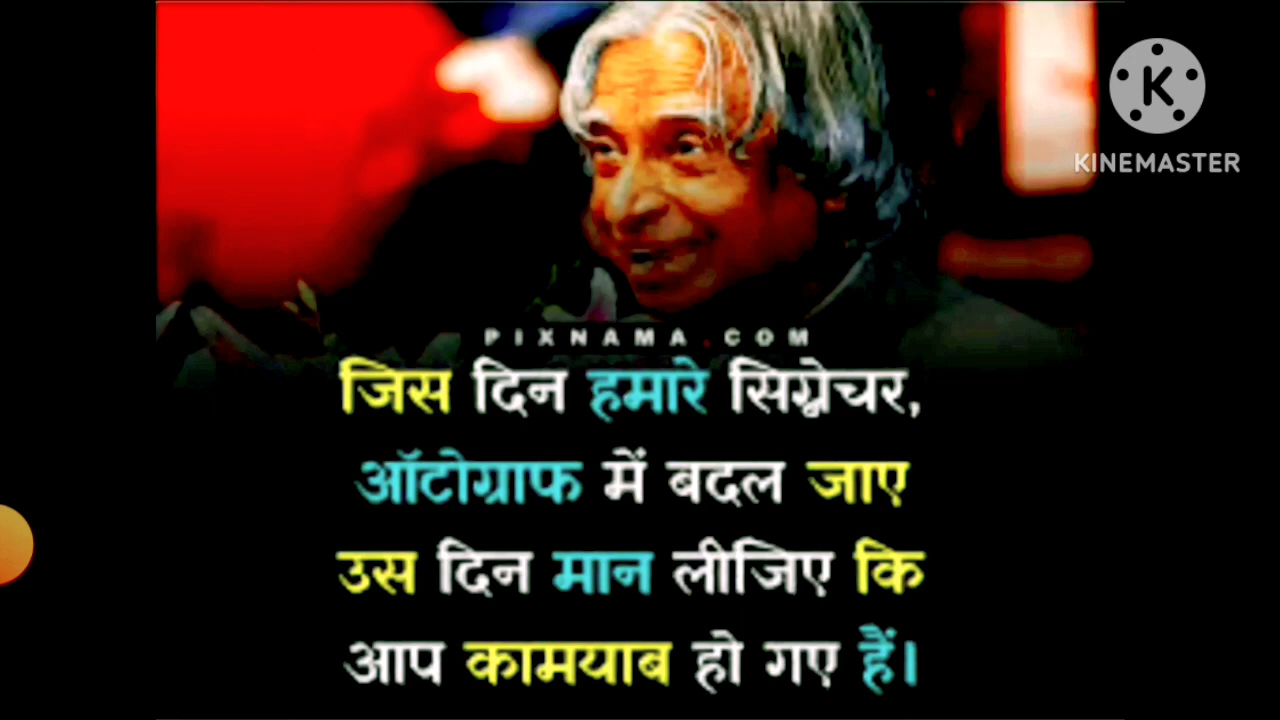 KINEMASTER
PIXNAMA.COM
जिस दिन हमारे सिग्नेचर,
ऑटोग्राफ में बदल जाए
उस दिन मान लीजिए कि
आप कामयाब हो गए हैं।